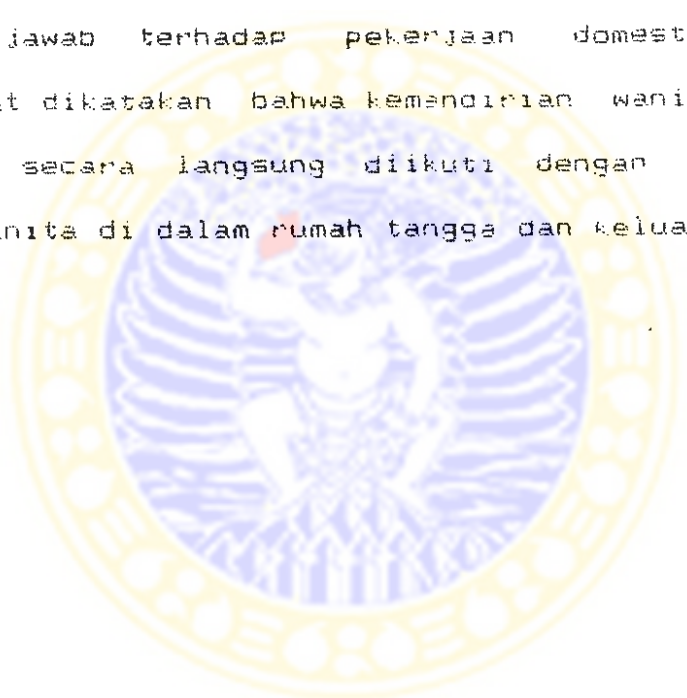 jawab terhadap pekerjaan domest
t dikatakan bahwa kemandirian wani
secara langsung diikuti dengan
nita di dalam rumah tangga dan kelua